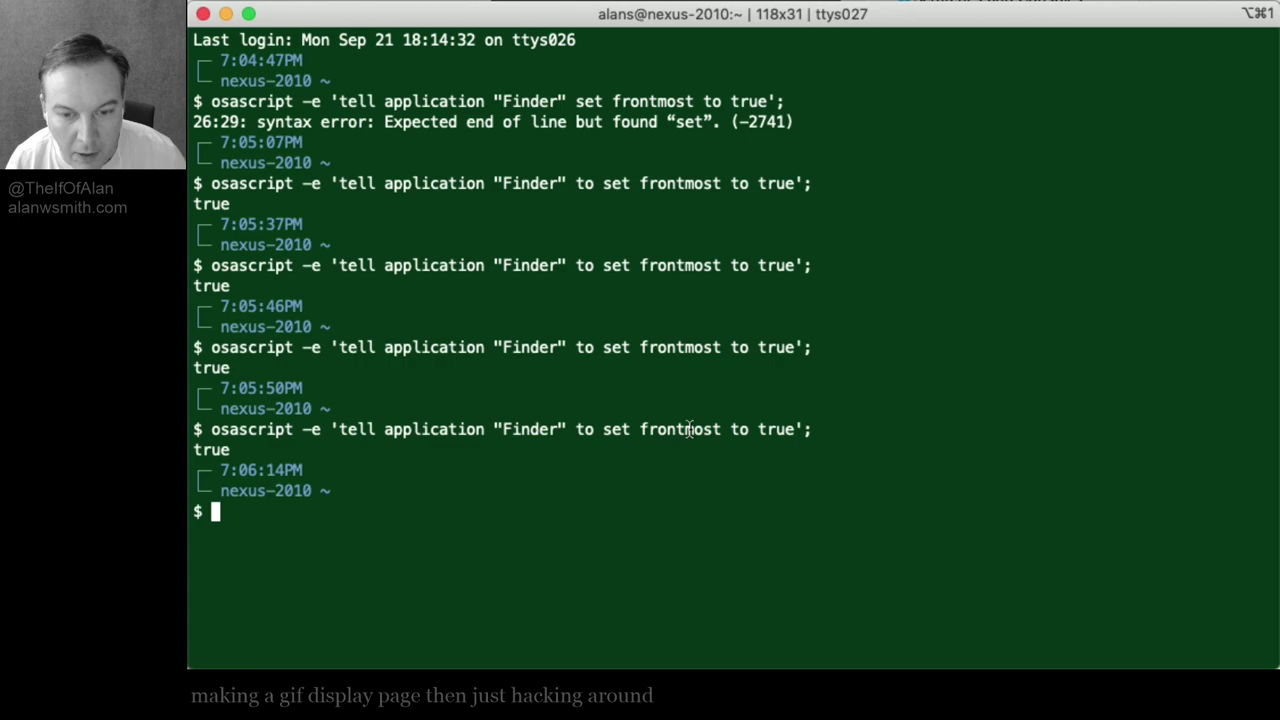 alans@nexus-2010:~ | 118x31 | ttys027
⌥⌘1
Last login: Mon Sep 21 18:14:32 on ttys026
7:04:47PM
nexus-2010 ~
$ osascript -e 'tell application "Finder" set frontmost to true';
26:29: syntax error: Expected end of line but found “set”. (-2741)
7:05:07PM
nexus-2010 ~
$ osascript -e 'tell application "Finder" to set frontmost to true';
true
7:05:37PM
nexus-2010 ~
$ osascript -e 'tell application "Finder" to set frontmost to true';
true
7:05:46PM
nexus-2010 ~
$ osascript -e 'tell application "Finder" to set frontmost to true';
true
7:05:50PM
nexus-2010 ~
$ osascript -e 'tell application "Finder" to set frontmost to true';
true
7:06:14PM
nexus-2010 ~
$
@TheIfOfAlan
alanwsmith.com
making a gif display page then just hacking around